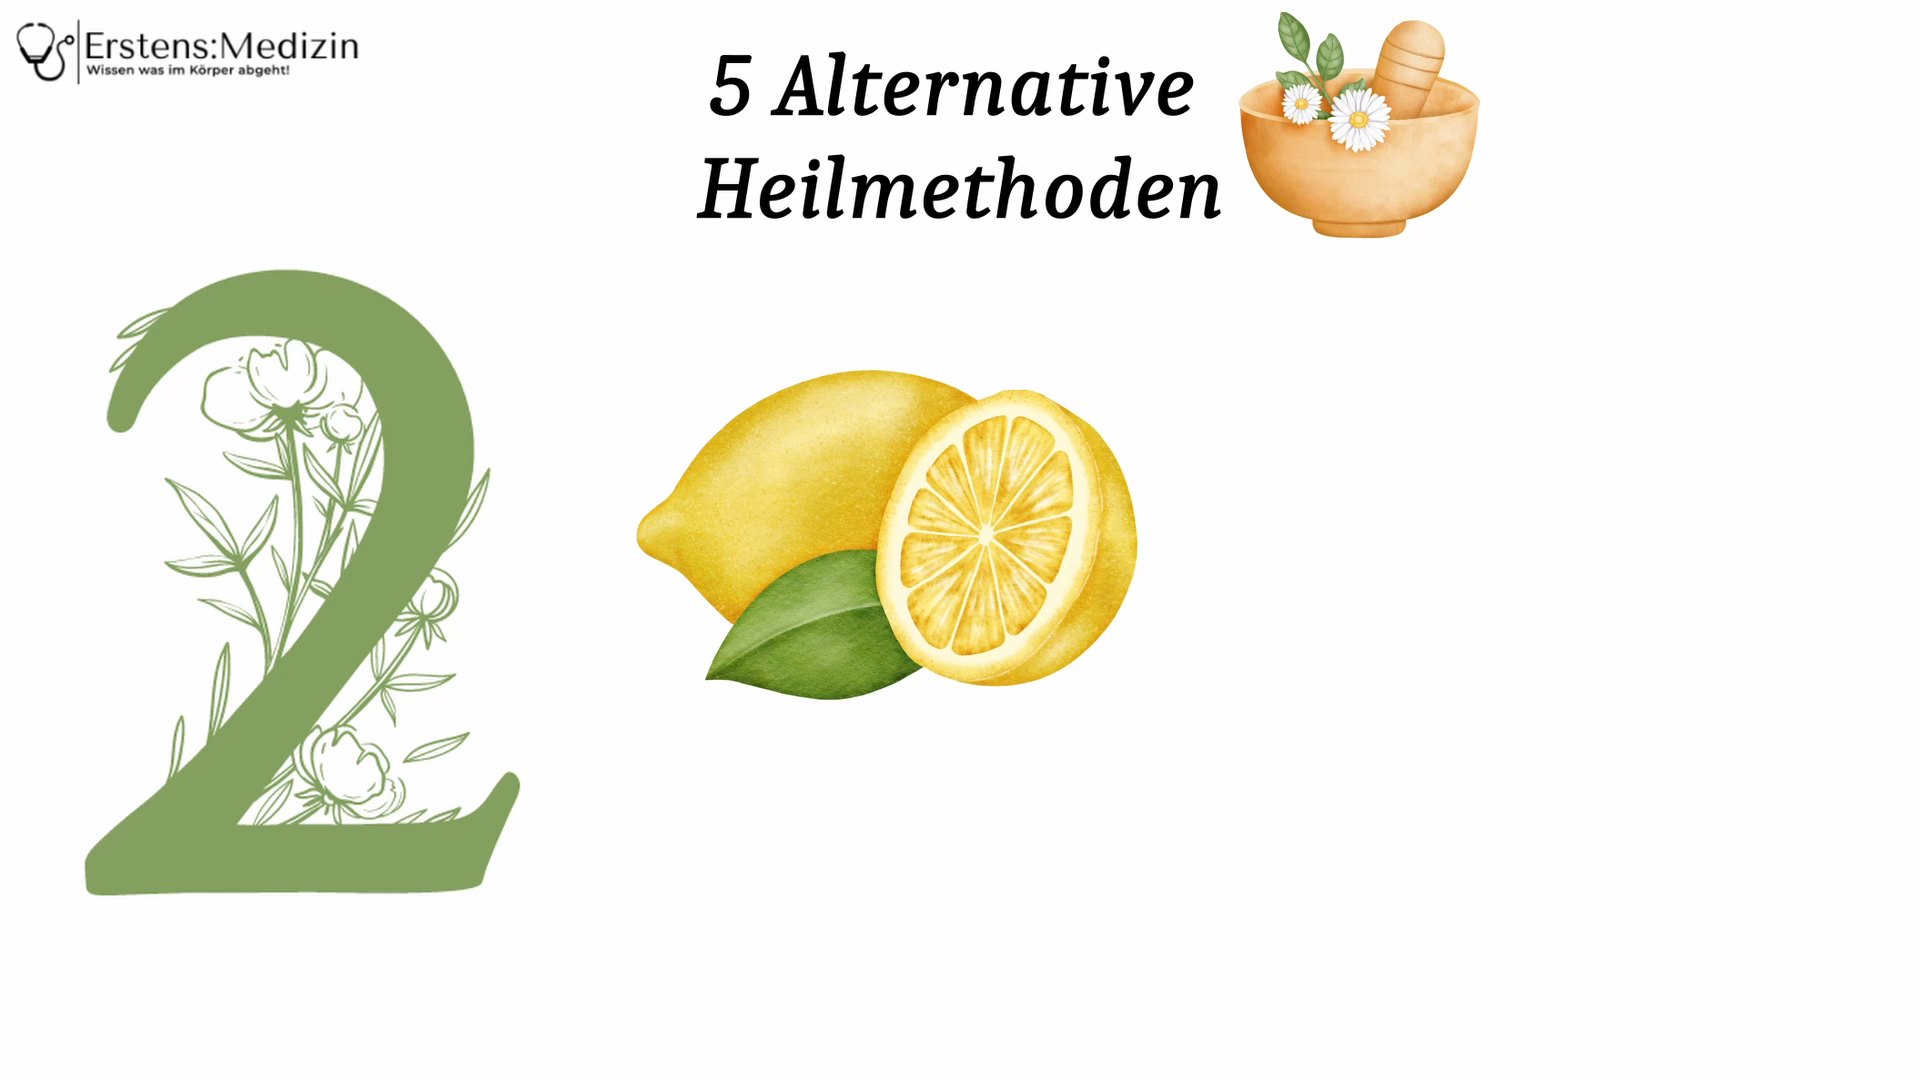 Erstens:Medizin
Wissen was im Körper abgeht!
5 Alternative
Heilmethoden
2